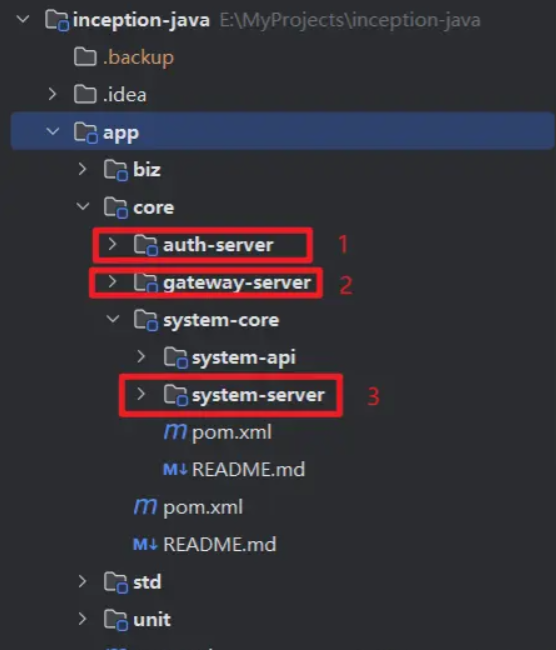 inception-java E:\MyProjects\inception-java
.backup
.idea
app
biz
core
auth-server 1
gateway-server 2
system-core
system-api
system-server 3
m pom.xml
M↓ README.md
m pom.xml
M↓ README.md
std
unit